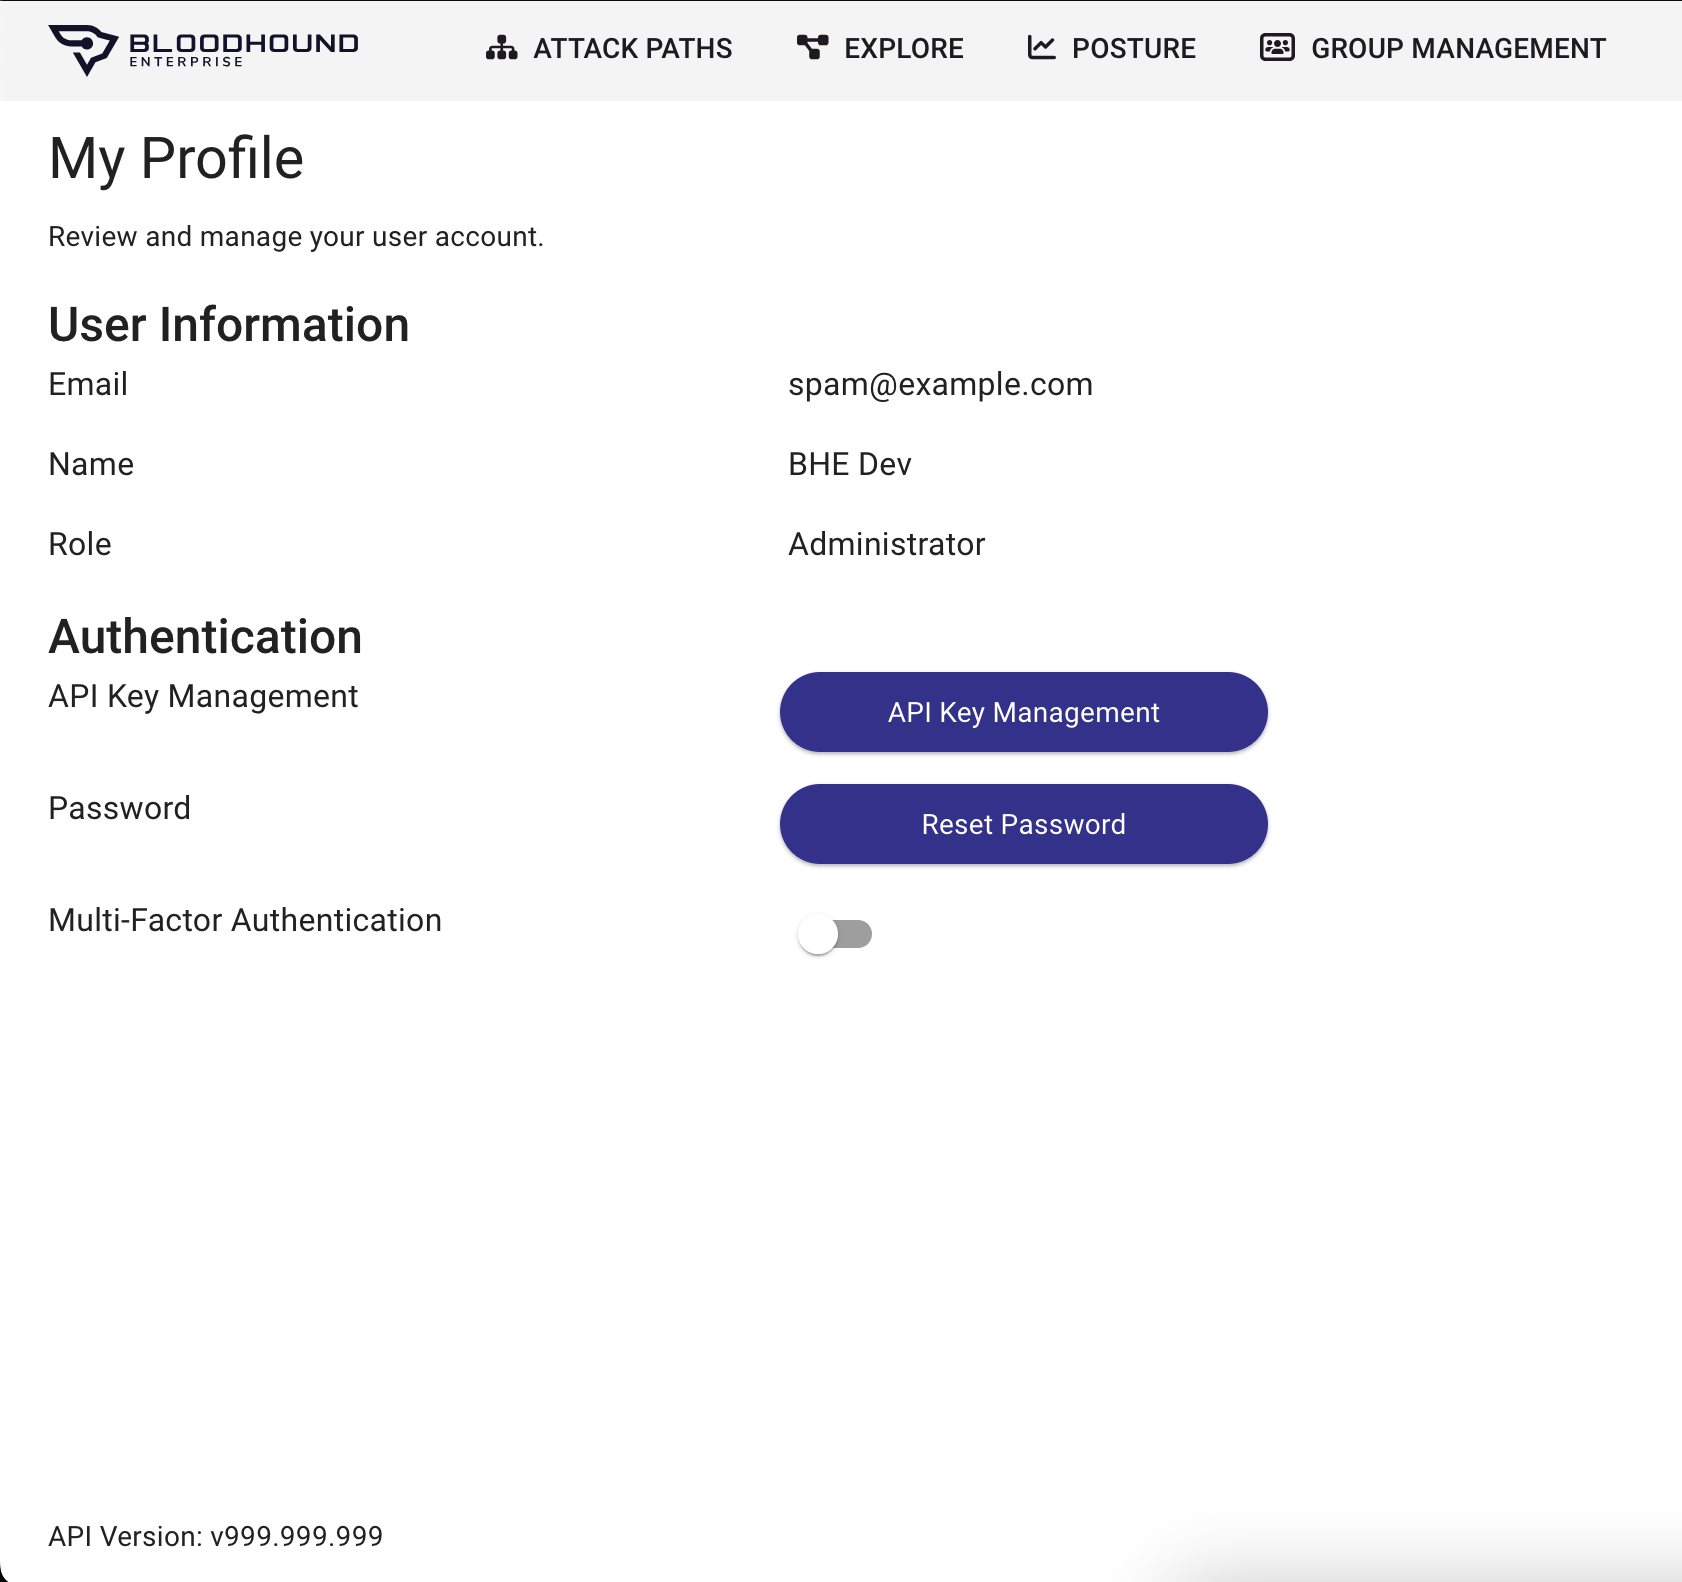 BLOODHOUND
ENTERPRISE
ATTACK PATHS
EXPLORE
POSTURE
GROUP MANAGEMENT
My Profile
Review and manage your user account.
User Information
Email spam@example.com
Name BHE Dev
Role Administrator
Authentication
API Key Management API Key Management
Password Reset Password
Multi-Factor Authentication
API Version: v999.999.999